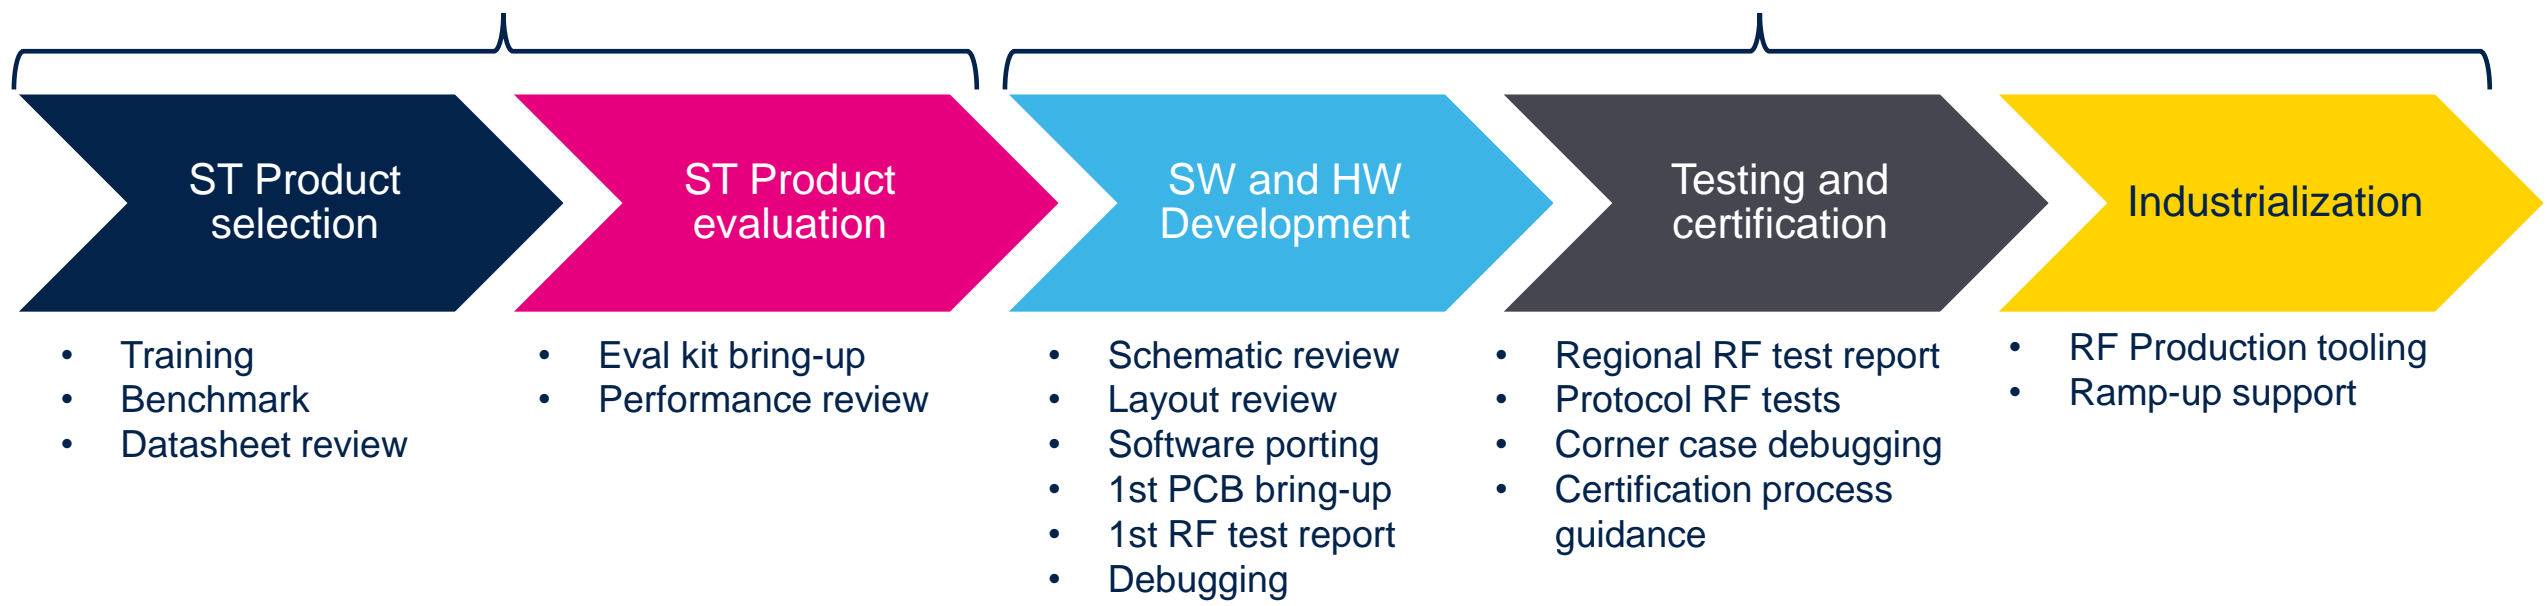 ST Product
selection
ST Product
evaluation
SW and HW
Development
Testing and
certification
Industrialization
• Training
• Benchmark
• Datasheet review
• Eval kit bring-up
• Performance review
• Schematic review
• Layout review
• Software porting
• 1st PCB bring-up
• 1st RF test report
• Debugging
• Regional RF test report
• Protocol RF tests
• Corner case debugging
• Certification process
guidance
• RF Production tooling
• Ramp-up support